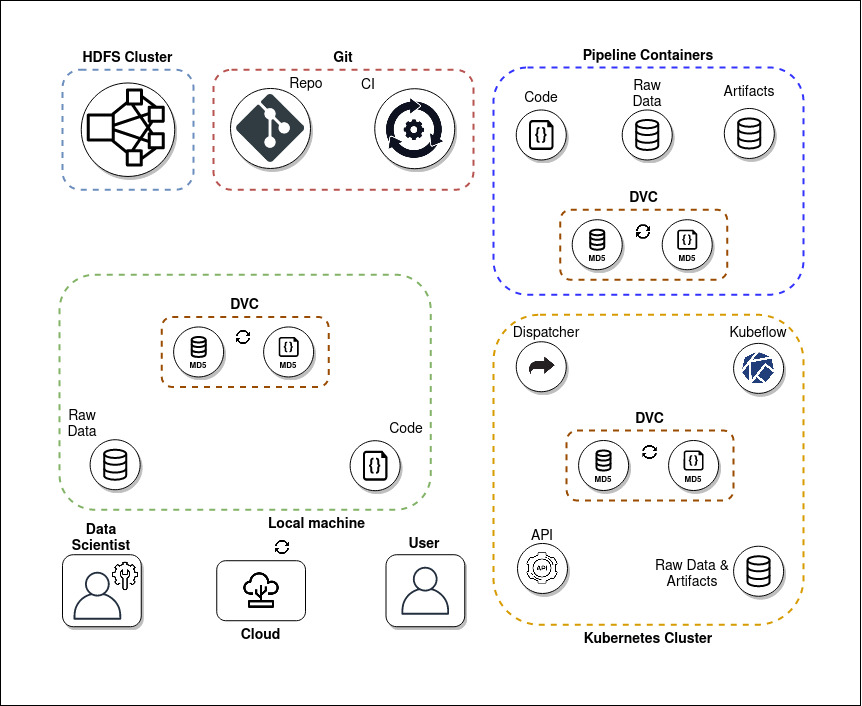 HDFS Cluster
Git
Pipeline Containers
Repo
CI
Code
Raw
Data
Artifacts
DVC
MD5
MD5
DVC
MD5
MD5
Raw
Data
Code
Local machine
Dispatcher
Kubeflow
DVC
MD5
MD5
API
API
Raw Data &
Artifacts
Kubernetes Cluster
Data
Scientist
User
Cloud